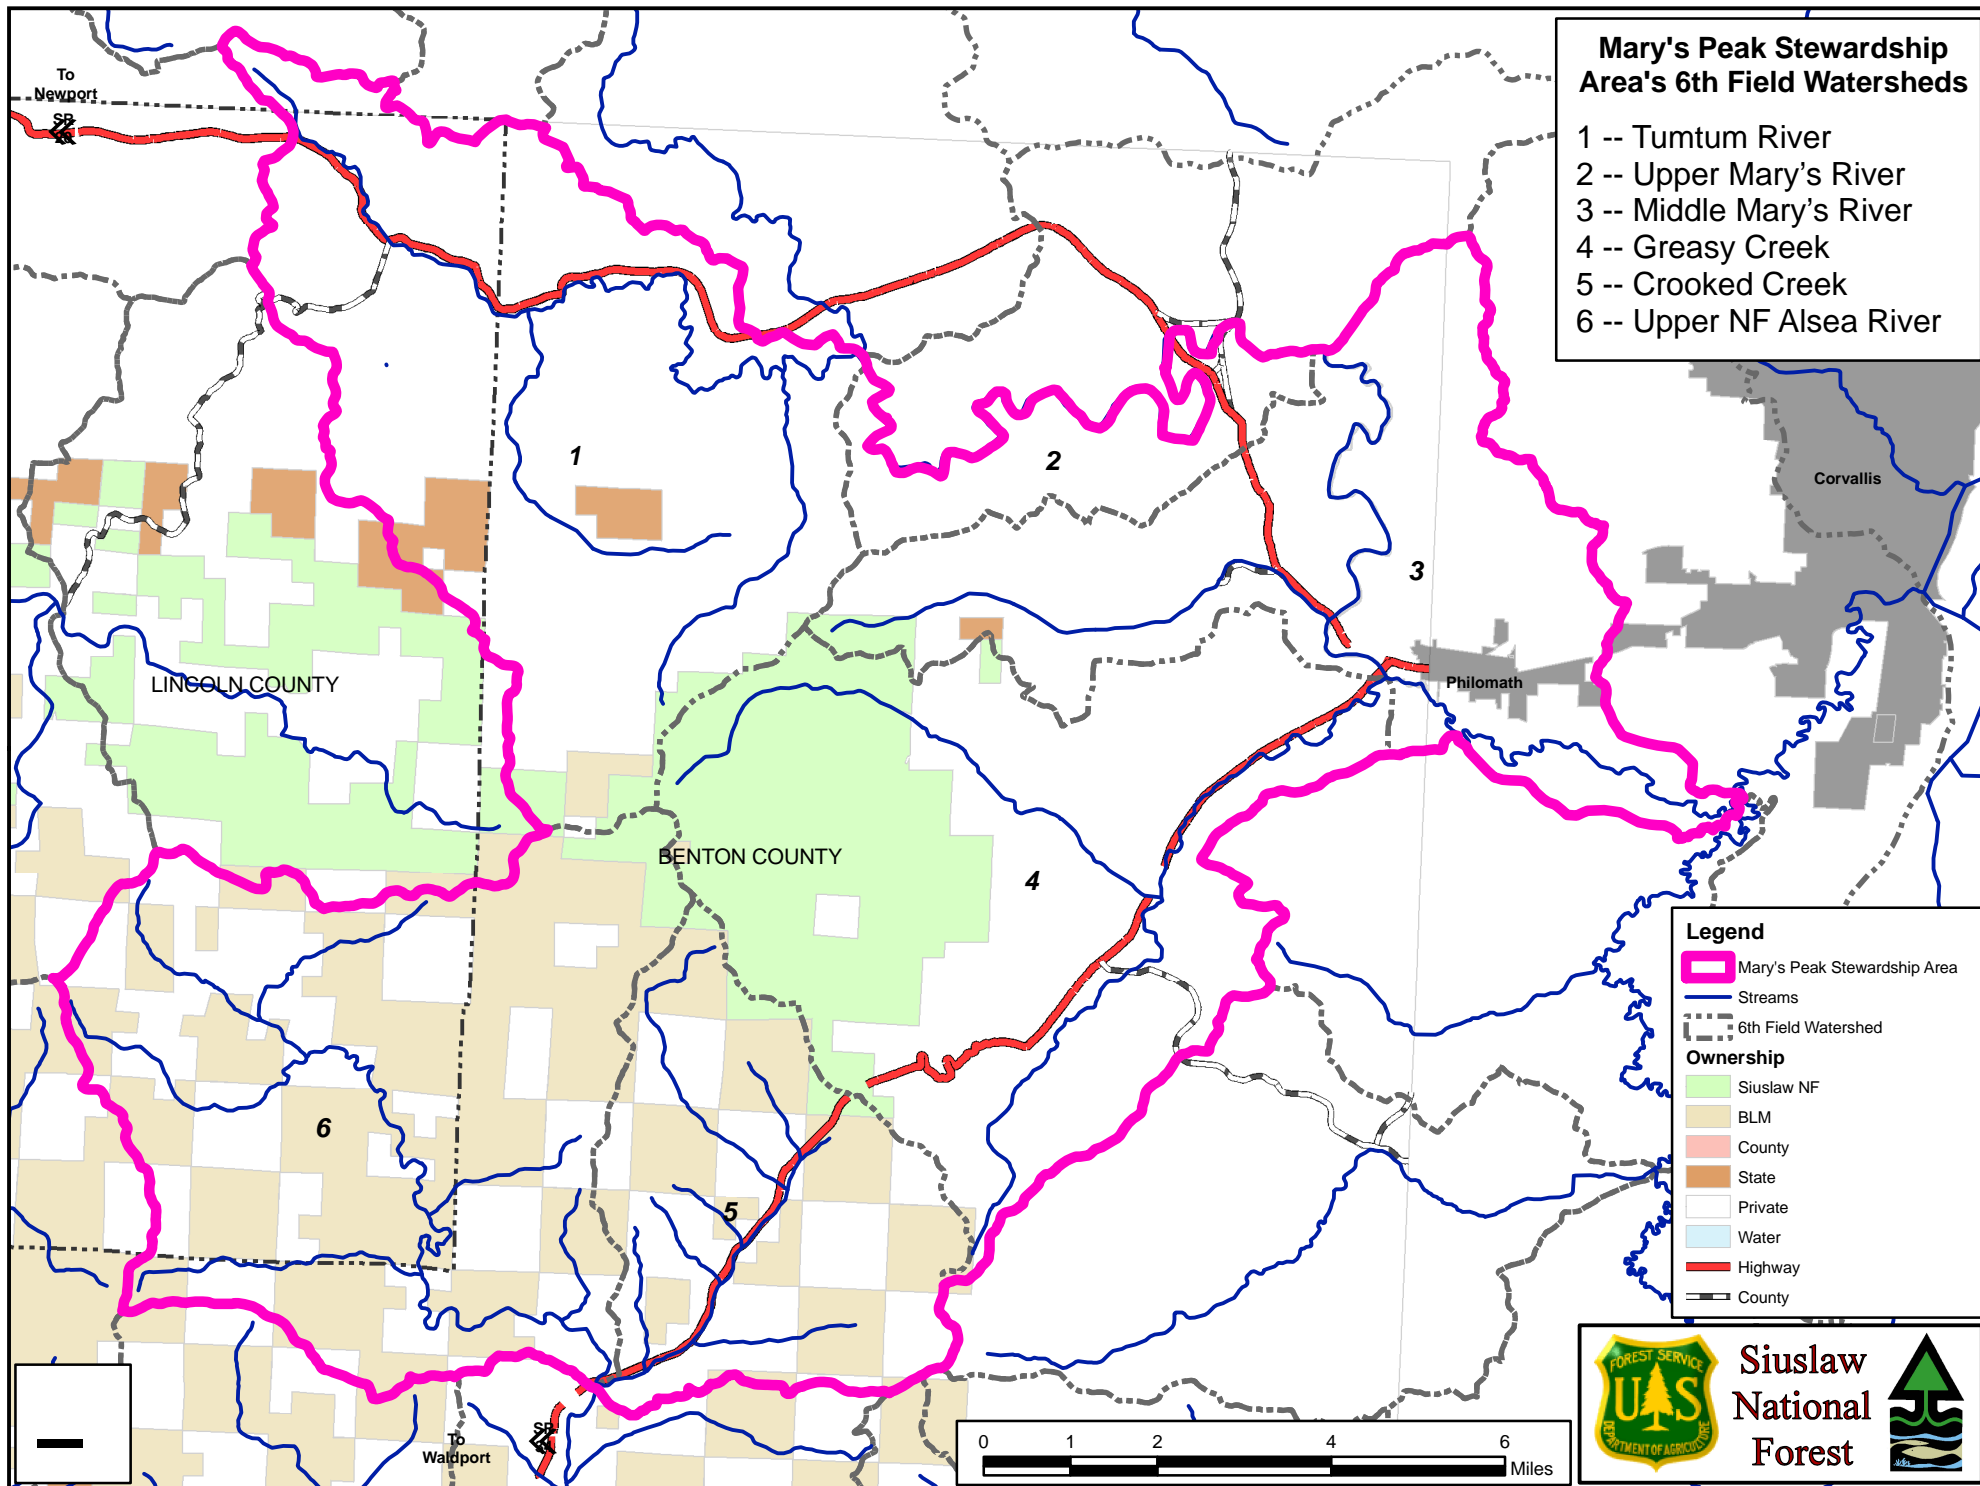 Mary's Peak Stewardship
Area's 6th Field Watersheds
1 -- Tumtum River
2 -- Upper Mary’s River
3 -- Middle Mary’s River
4 -- Greasy Creek
5 -- Crooked Creek
6 -- Upper NF Alsea River
To
Newport
SR
1
2
3
Corvallis
Philomath
LINCOLN COUNTY
BENTON COUNTY
4
5
6
To
Waldport
SR
Legend
Mary's Peak Stewardship Area
Streams
6th Field Watershed
Ownership
Siuslaw NF
BLM
County
State
Private
Water
Highway
County
0 1 2 4 6
Miles
FOREST SERVICE
U S
DEPARTMENT OF AGRICULTURE
Siuslaw
National
Forest